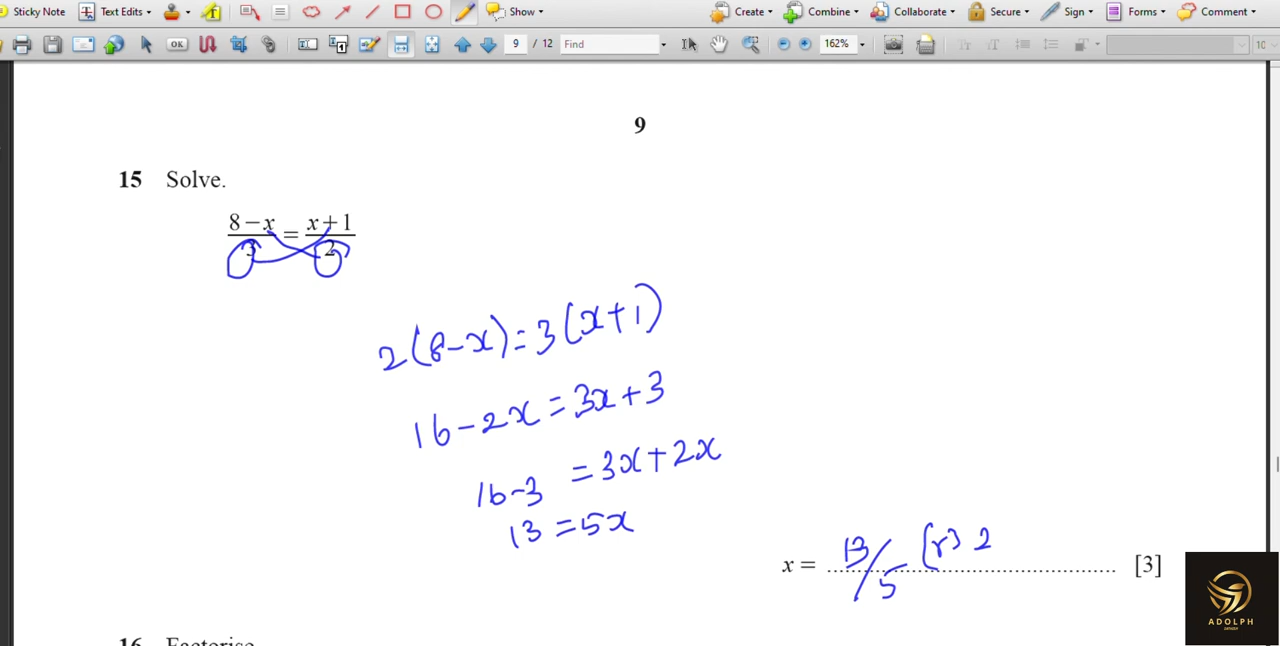 Sticky Note Text Edits Show Create Combine Collaborate Secure Sign Forms Comment
OK 9 / 12 Find 162% 10
9
15 Solve.
8 − x = x + 1
3 2
2(8-x)=3(x+1)
16-2x=3x+3
16-3 =3x+2x
13 =5x
x = 13/5 [3]
ADOLPH
16 Factorise.